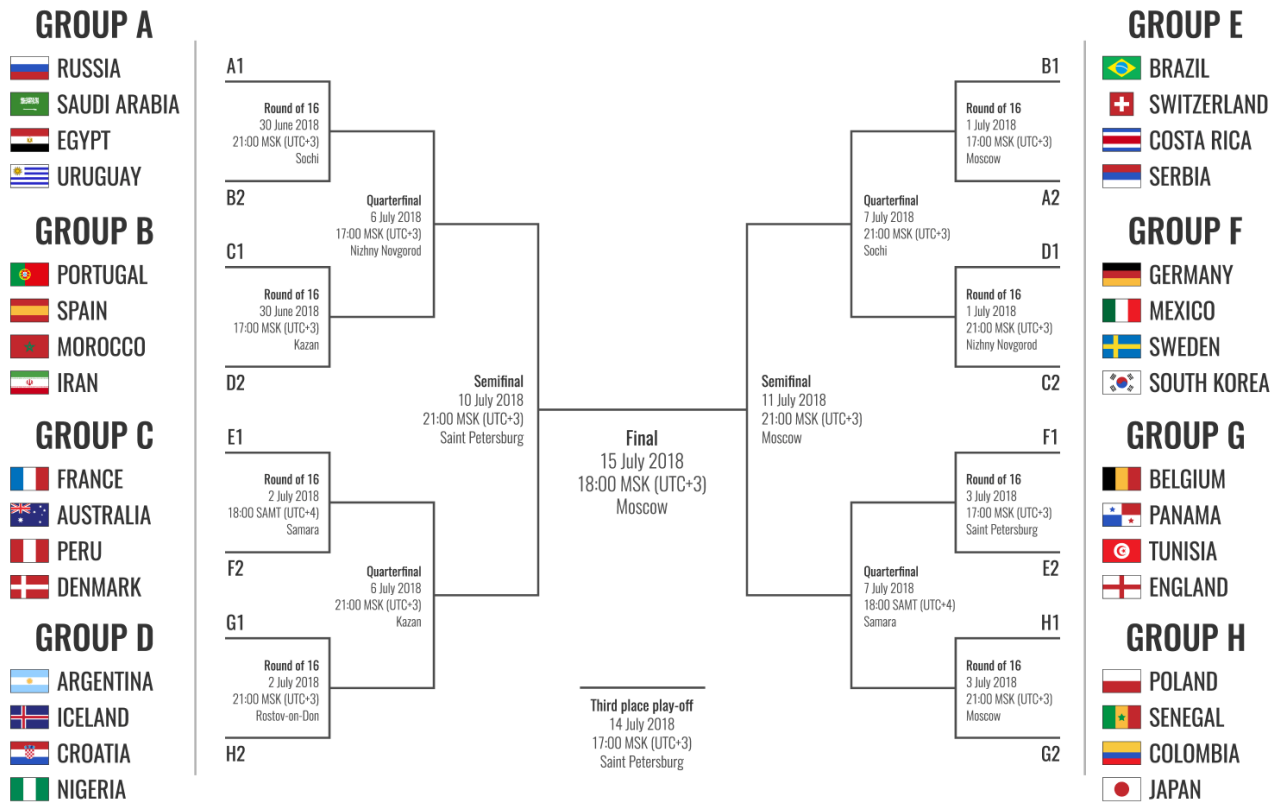 GROUP A
RUSSIA
SAUDI ARABIA
EGYPT
URUGUAY
GROUP B
PORTUGAL
SPAIN
MOROCCO
IRAN
GROUP C
FRANCE
AUSTRALIA
PERU
DENMARK
GROUP D
ARGENTINA
ICELAND
CROATIA
NIGERIA
A1
Round of 16
30 June 2018
21:00 MSK (UTC+3)
Sochi
B2
Quarterfinal
6 July 2018
17:00 MSK (UTC+3)
Nizhny Novgorod
C1
Round of 16
30 June 2018
17:00 MSK (UTC+3)
Kazan
D2
Semifinal
10 July 2018
21:00 MSK (UTC+3)
Saint Petersburg
E1
Round of 16
2 July 2018
18:00 SAMT (UTC+4)
Samara
F2
Quarterfinal
6 July 2018
21:00 MSK (UTC+3)
Kazan
G1
Round of 16
2 July 2018
21:00 MSK (UTC+3)
Rostov-on-Don
H2
Final
15 July 2018
18:00 MSK (UTC+3)
Moscow
Third place play-off
14 July 2018
17:00 MSK (UTC+3)
Saint Petersburg
B1
Round of 16
1 July 2018
17:00 MSK (UTC+3)
Moscow
A2
Quarterfinal
7 July 2018
21:00 MSK (UTC+3)
Sochi
D1
Round of 16
1 July 2018
21:00 MSK (UTC+3)
Nizhny Novgorod
C2
Semifinal
11 July 2018
21:00 MSK (UTC+3)
Moscow
F1
Round of 16
3 July 2018
17:00 MSK (UTC+3)
Saint Petersburg
E2
Quarterfinal
7 July 2018
18:00 SAMT (UTC+4)
Samara
H1
Round of 16
3 July 2018
21:00 MSK (UTC+3)
Moscow
G2
GROUP E
BRAZIL
SWITZERLAND
COSTA RICA
SERBIA
GROUP F
GERMANY
MEXICO
SWEDEN
SOUTH KOREA
GROUP G
BELGIUM
PANAMA
TUNISIA
ENGLAND
GROUP H
POLAND
SENEGAL
COLOMBIA
JAPAN